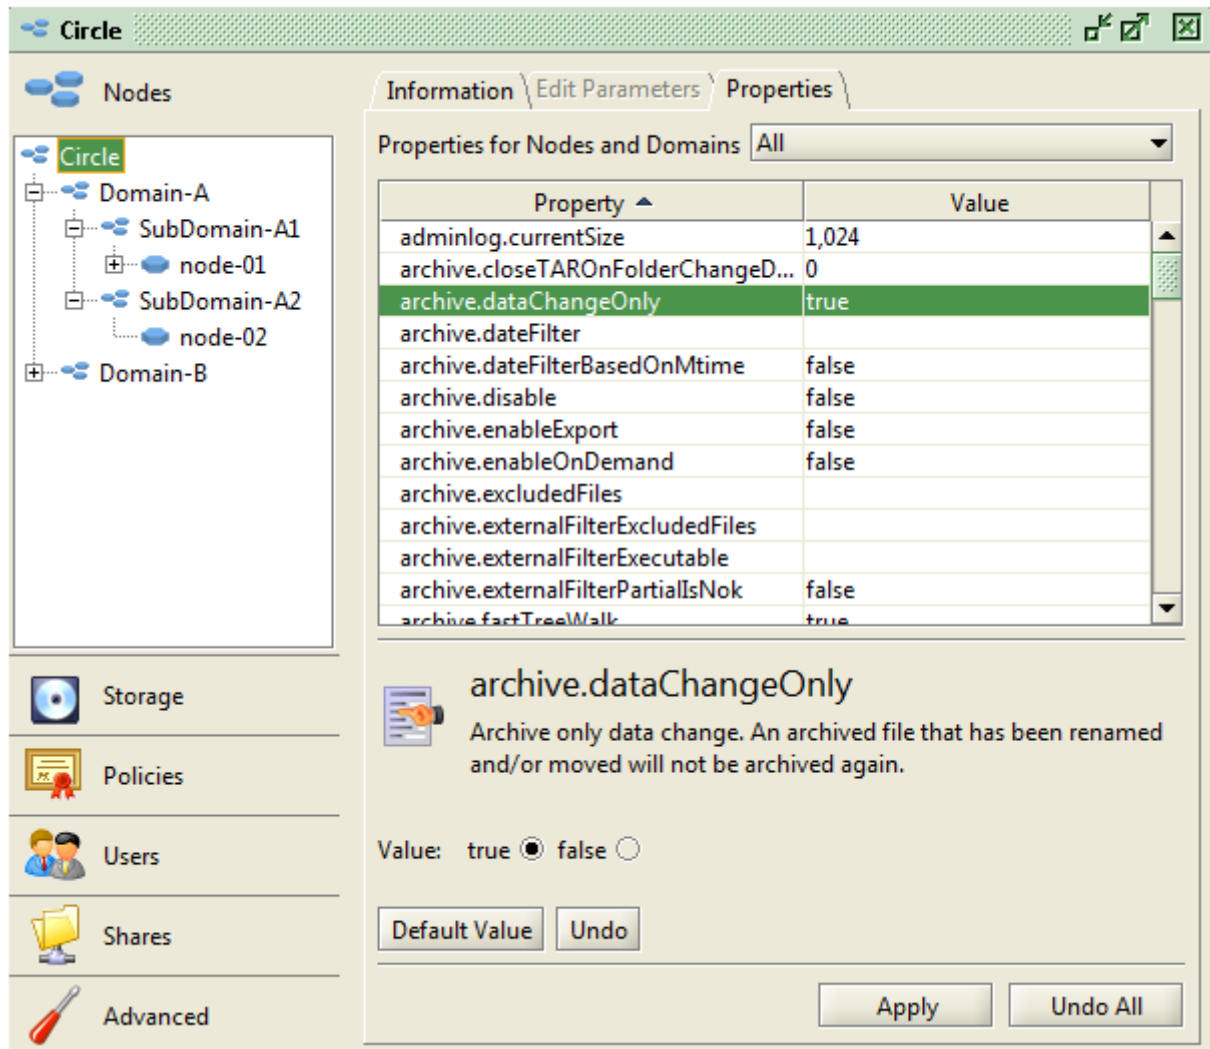 Circle
Nodes
Information Edit Parameters Properties
Circle
Domain-A
SubDomain-A1
node-01
SubDomain-A2
node-02
Domain-B
Properties for Nodes and Domains All
Property Value
adminlog.currentSize 1,024
archive.closeTAROnFolderChangeD... 0
archive.dataChangeOnly true
archive.dateFilter
archive.dateFilterBasedOnMtime false
archive.disable false
archive.enableExport false
archive.enableOnDemand false
archive.excludedFiles
archive.externalFilterExcludedFiles
archive.externalFilterExecutable
archive.externalFilterPartialIsNok false
archive.fastTreeWalk true
archive.dataChangeOnly
Archive only data change. An archived file that has been renamed
and/or moved will not be archived again.
Value: true false
Default Value Undo
Apply Undo All
Storage
Policies
Users
Shares
Advanced